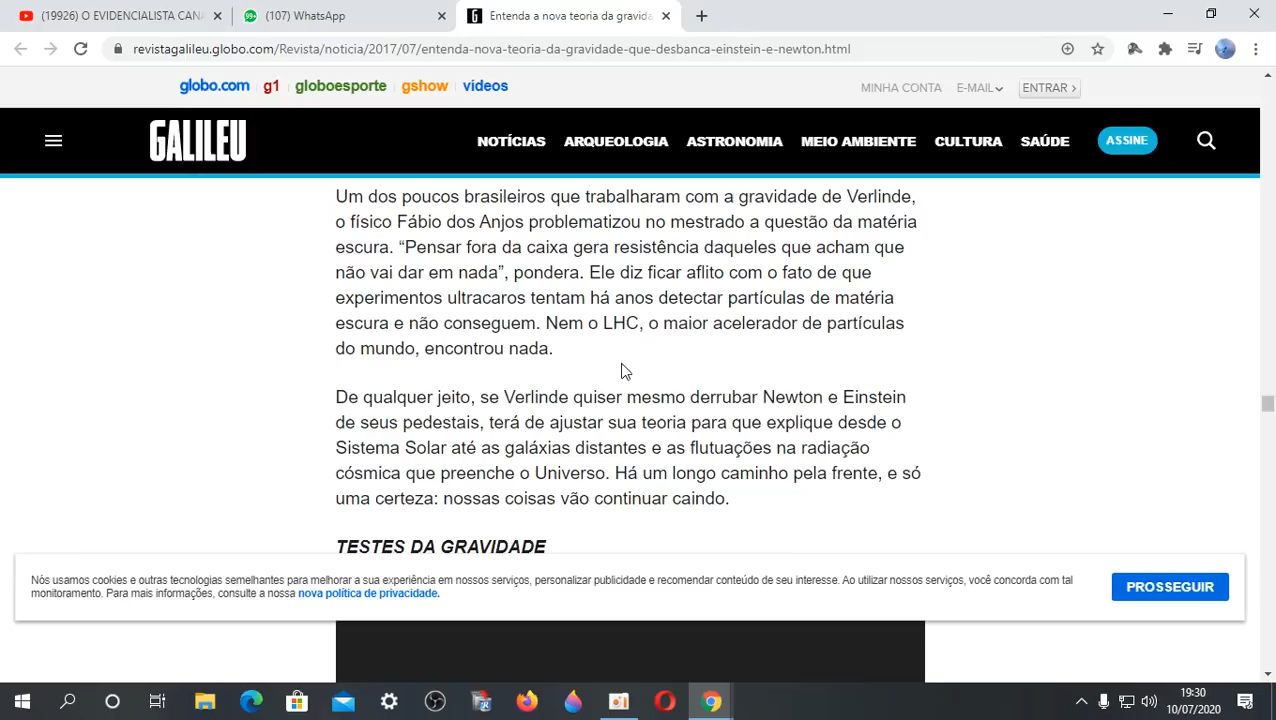 (19926) O EVIDENCIALISTA CANA
99+
(107) WhatsApp
Entenda a nova teoria da gravida
revistagalileu.globo.com/Revista/noticia/2017/07/entenda-nova-teoria-da-gravidade-que-desbanca-einstein-e-newton.html
globo.com g1 globoesporte gshow videos
MINHA CONTA E-MAIL ENTRAR >
GALILEU
NOTÍCIAS ARQUEOLOGIA ASTRONOMIA MEIO AMBIENTE CULTURA SAÚDE ASSINE
Um dos poucos brasileiros que trabalharam com a gravidade de Verlinde,
o físico Fábio dos Anjos problematizou no mestrado a questão da matéria
escura. “Pensar fora da caixa gera resistência daqueles que acham que
não vai dar em nada”, pondera. Ele diz ficar aflito com o fato de que
experimentos ultracaros tentam há anos detectar partículas de matéria
escura e não conseguem. Nem o LHC, o maior acelerador de partículas
do mundo, encontrou nada.
De qualquer jeito, se Verlinde quiser mesmo derrubar Newton e Einstein
de seus pedestais, terá de ajustar sua teoria para que explique desde o
Sistema Solar até as galáxias distantes e as flutuações na radiação
cósmica que preenche o Universo. Há um longo caminho pela frente, e só
uma certeza: nossas coisas vão continuar caindo.
TESTES DA GRAVIDADE
Nós usamos cookies e outras tecnologias semelhantes para melhorar a sua experiência em nossos serviços, personalizar publicidade e recomendar conteúdo de seu interesse. Ao utilizar nossos serviços, você concorda com tal
monitoramento. Para mais informações, consulte a nossa nova política de privacidade.
PROSSEGUIR
19:30
10/07/2020